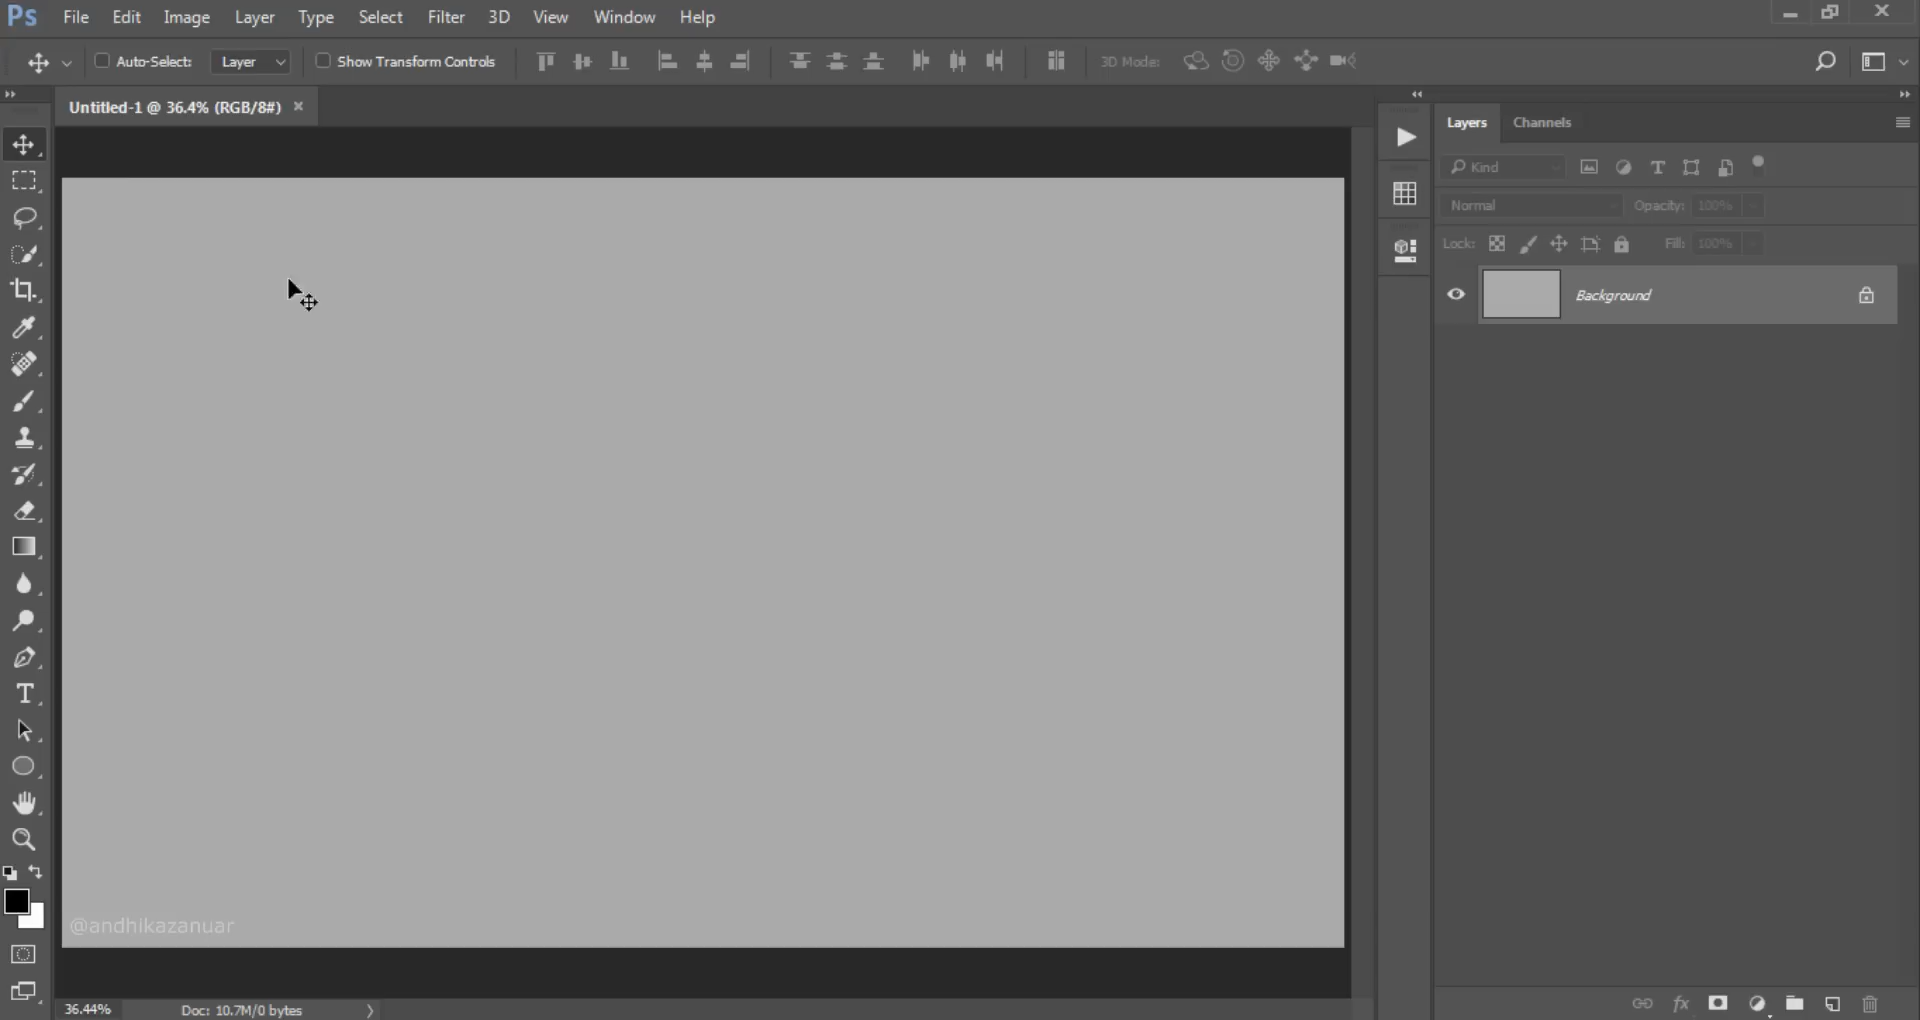 Ps File Edit Image Layer Type Select Filter 3D View Window Help
Auto-Select: Layer Show Transform Controls 3D Mode:
Untitled-1 @ 36.4% (RGB/8#)
Layers Channels
Kind
Normal Opacity: 100%
Lock: Fill: 100%
Background
@andhikazanuar
36.44% Doc: 10.7M/0 bytes